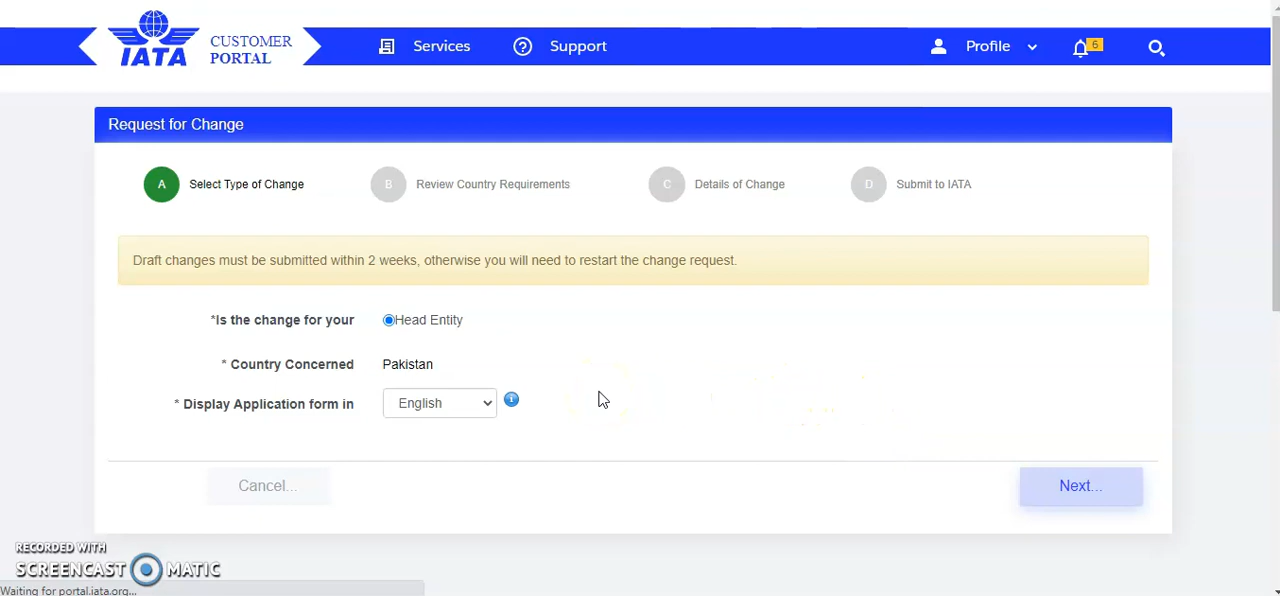 IATA
CUSTOMER
PORTAL
Services
Support
Profile
6
Request for Change
A Select Type of Change
B Review Country Requirements
C Details of Change
D Submit to IATA
Draft changes must be submitted within 2 weeks, otherwise you will need to restart the change request.
*Is the change for your Head Entity
* Country Concerned Pakistan
* Display Application form in English
Cancel...
Next...
RECORDED WITH
SCREENCAST MATIC
Waiting for portal.iata.org...